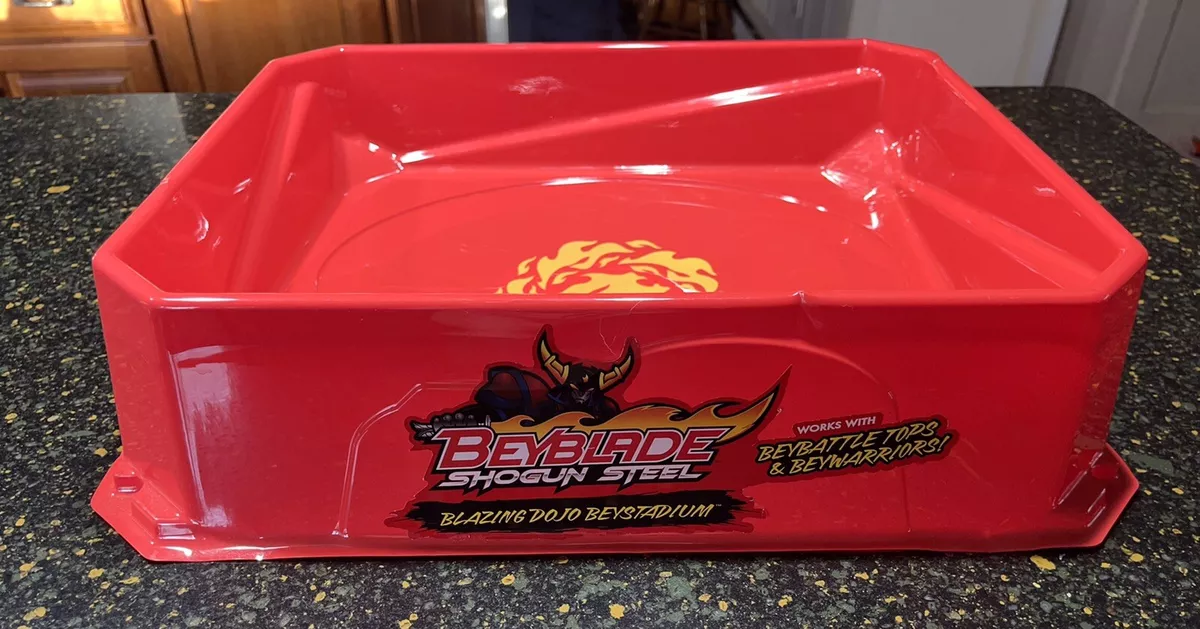 BEYBLADE
SHOGUN STEEL
BLAZING DOJO BEYSTADIUM™
WORKS WITH
BEYBATTLE TOPS
& BEYWARRIORS!